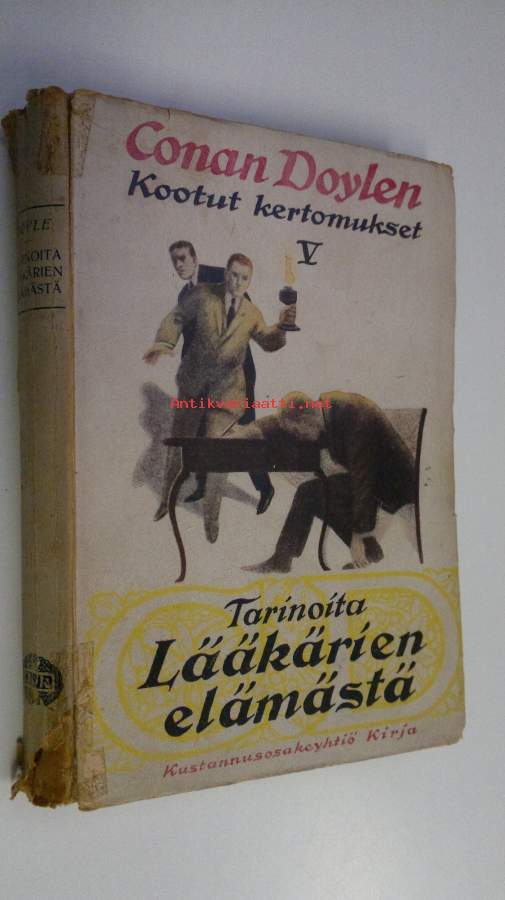 Conan Doylen
Kootut kertomukset
V
Antikvariaatti.net
Tarinoita
Lääkärien
elämästä
Kustannusosakeyhtiö Kirja